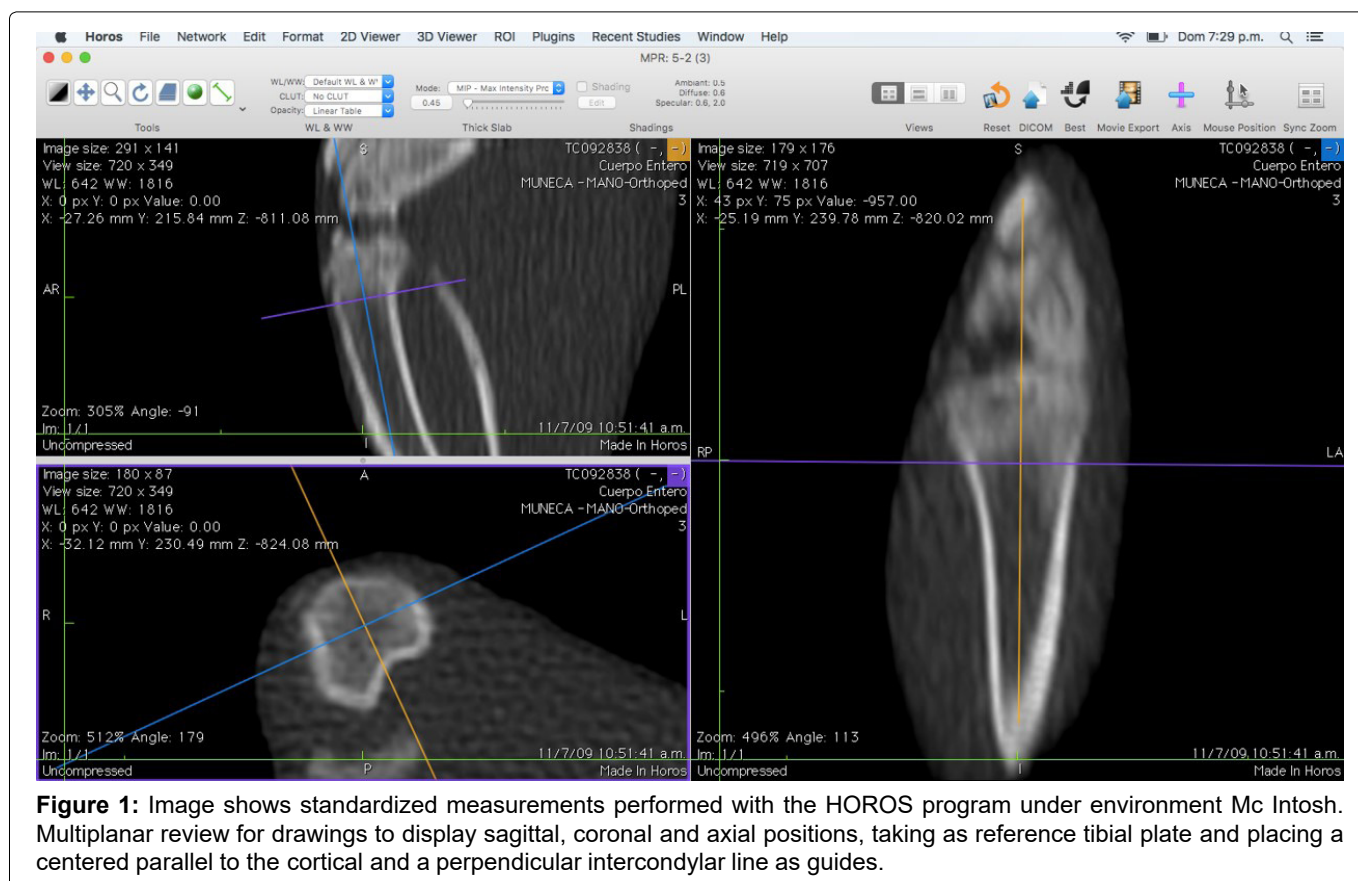 Horos File Network Edit Format 2D Viewer 3D Viewer ROI Plugins Recent Studies Window Help Dom 7:29 p.m.
MPR: 5-2 (3)
WL/WW: Default WL & W
CLUT: No CLUT
Opacity: Linear Table
Mode: MIP - Max Intensity Prc
0.45
Shading
Edit
Ambiant: 0.5
Diffuse: 0.6
Specular: 0.6, 2.0
Tools WL & WW Thick Slab Shadings Views Reset DICOM Best Movie Export Axis Mouse Position Sync Zoom
Image size: 291 x 141
View size: 720 x 349
WL: 642 WW: 1816
X: 0 px Y: 0 px Value: 0.00
X: -27.26 mm Y: 215.84 mm Z: -811.08 mm
S
TC092838 ( -, -)
Cuerpo Entero
MUNECA -MANO-Orthoped
3
AR
PL
Zoom: 305% Angle: -91
Im: 1/1
Uncompressed
I
11/7/09 10:51:41 a.m.
Made In Horos
Image size: 180 x 87
View size: 720 x 349
WL: 642 WW: 1816
X: 0 px Y: 0 px Value: 0.00
X: -32.12 mm Y: 230.49 mm Z: -824.08 mm
A
TC092838 ( -, -)
Cuerpo Entero
MUNECA -MANO-Orthoped
3
R
L
Zoom: 512% Angle: 179
Im: 1/1
Uncompressed
P
11/7/09 10:51:41 a.m.
Made In Horos
Image size: 179 x 176
View size: 719 x 707
WL: 642 WW: 1816
X: 43 px Y: 75 px Value: -957.00
X: -25.19 mm Y: 239.78 mm Z: -820.02 mm
S
TC092838 ( -, -)
Cuerpo Entero
MUNECA -MANO-Orthoped
3
RP
LA
Zoom: 496% Angle: 113
Im: 1/1
Uncompressed
I
11/7/09 10:51:41 a.m.
Made In Horos
Figure 1: Image shows standardized measurements performed with the HOROS program under environment Mc Intosh.
Multiplanar review for drawings to display sagittal, coronal and axial positions, taking as reference tibial plate and placing a
centered parallel to the cortical and a perpendicular intercondylar line as guides.